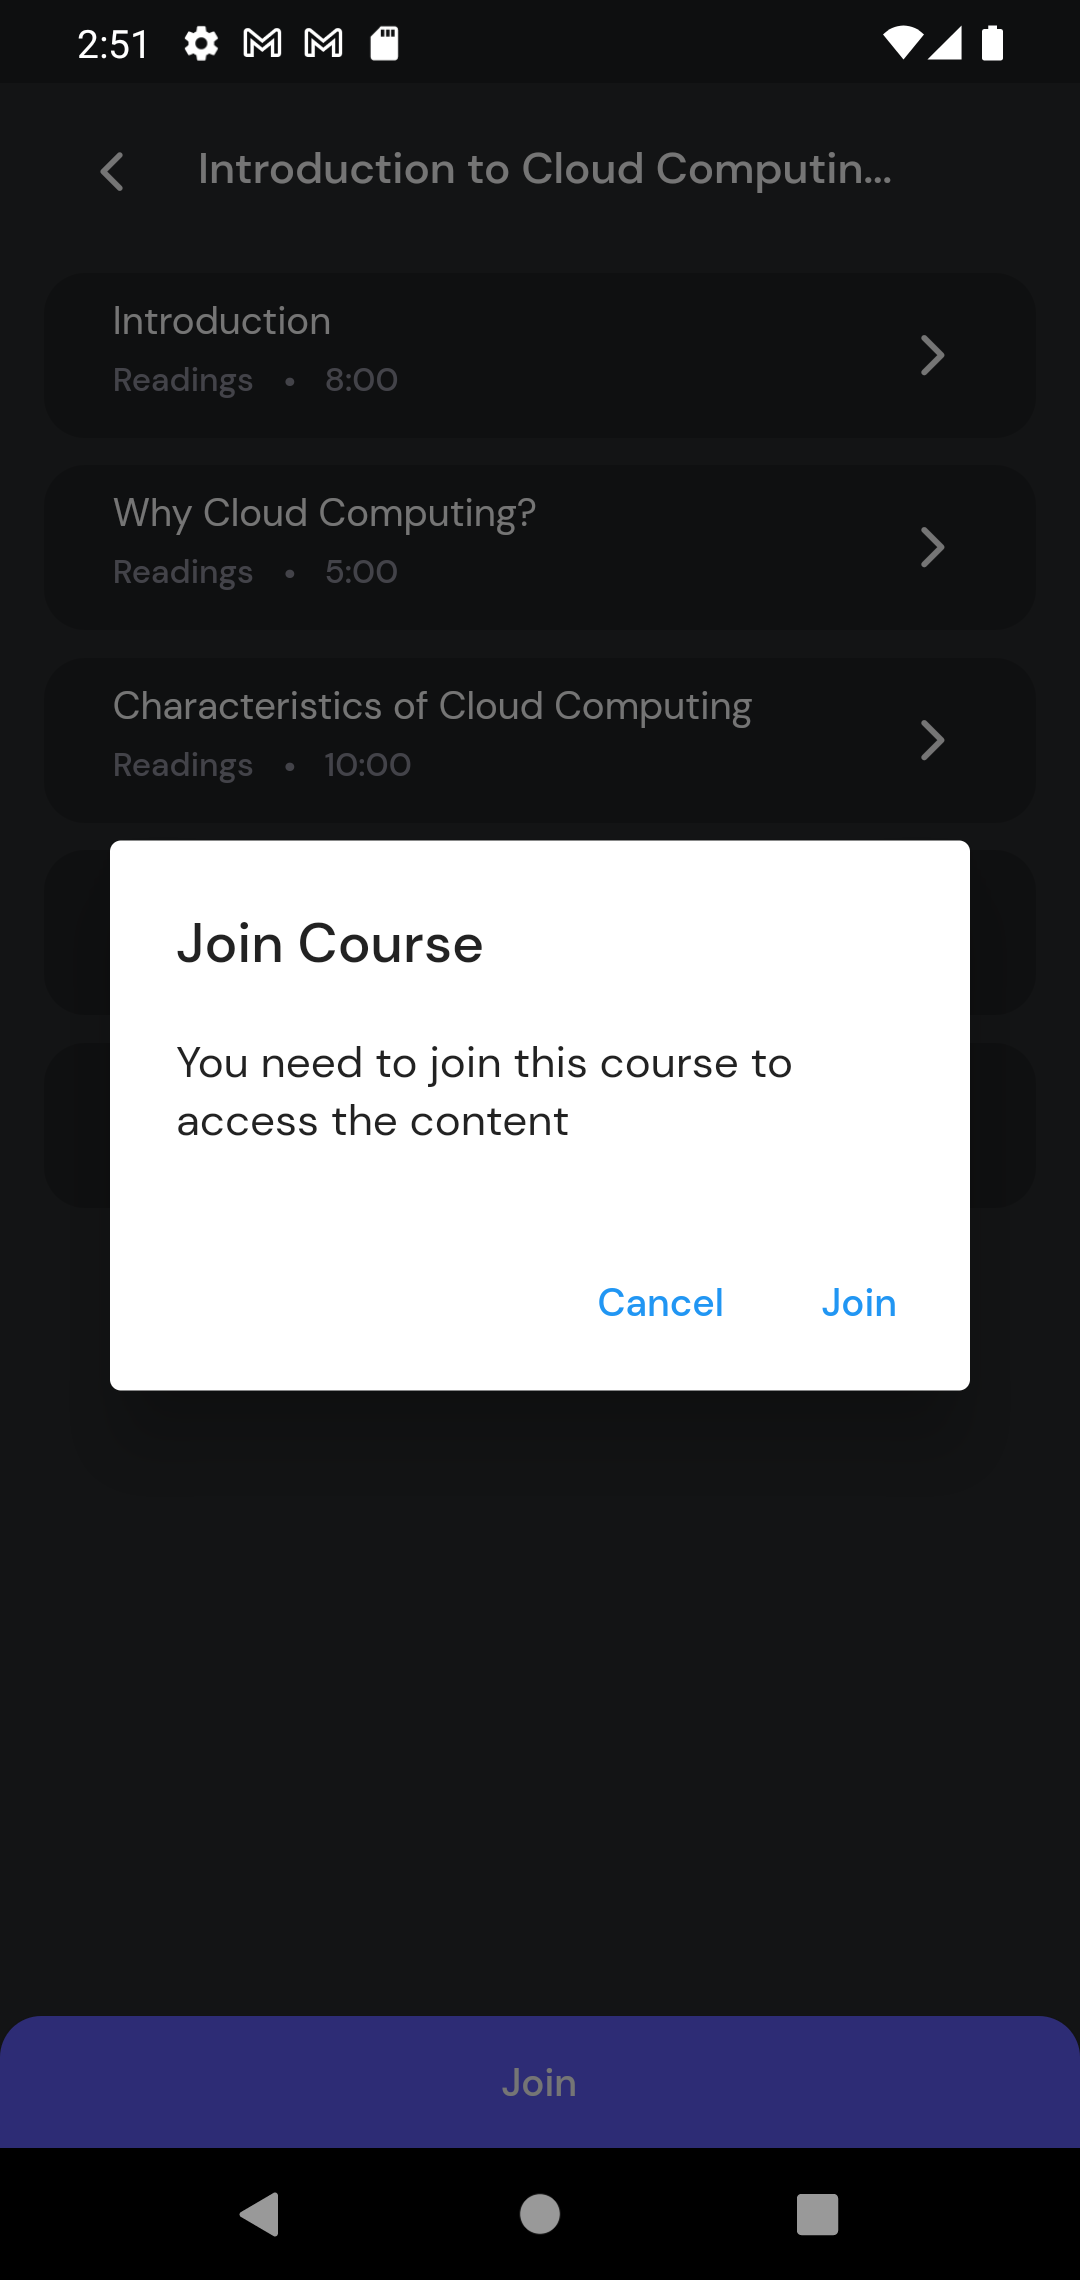 2:51
Introduction to Cloud Computin...
Introduction
Readings • 8:00
Why Cloud Computing?
Readings • 5:00
Characteristics of Cloud Computing
Readings • 10:00
Join Course
You need to join this course to
access the content
Cancel Join
Join